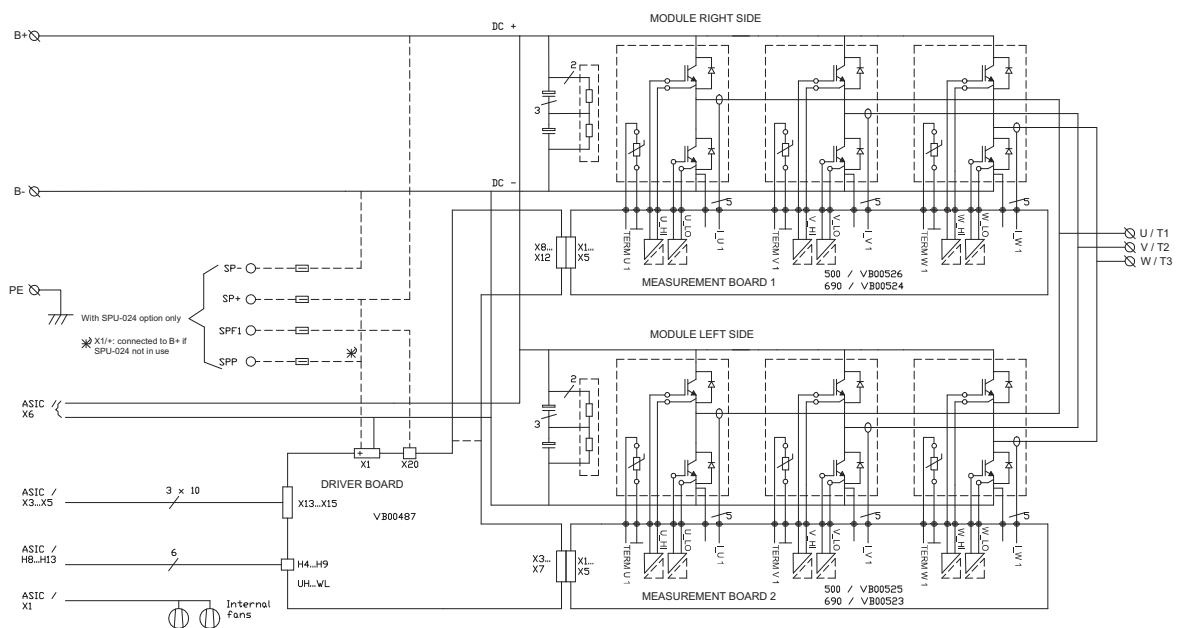 MODULE RIGHT SIDE
B+
DC +
2
3
B-
DC -
5
5
5
TERM U 1
U_HI
U_LO
I_U 1
TERM V 1
V_HI
V_LO
I_V 1
TERM W 1
W_HI
W_LO
I_W 1
X8...
X12
X1...
X5
MEASUREMENT BOARD 1
500 / VB00526
690 / VB00524
U / T1
V / T2
W / T3
PE
SP-
SP+
SPF1
SPP
With SPU-024 option only
X1/+: connected to B+ if
SPU-024 not in use
MODULE LEFT SIDE
2
3
ASIC /
X6
+
X1
X20
DRIVER BOARD
VB00487
ASIC /
X3...X5
3 x 10
X13...X15
ASIC /
H8...H13
6
H4...H9
UH...WL
ASIC /
X1
Internal
fans
5
5
5
TERM U 1
U_HI
U_LO
I_U 1
TERM V 1
V_HI
V_LO
I_V 1
TERM W 1
W_HI
W_LO
I_W 1
X3...
X7
X1...
X5
MEASUREMENT BOARD 2
500 / VB00525
690 / VB00523